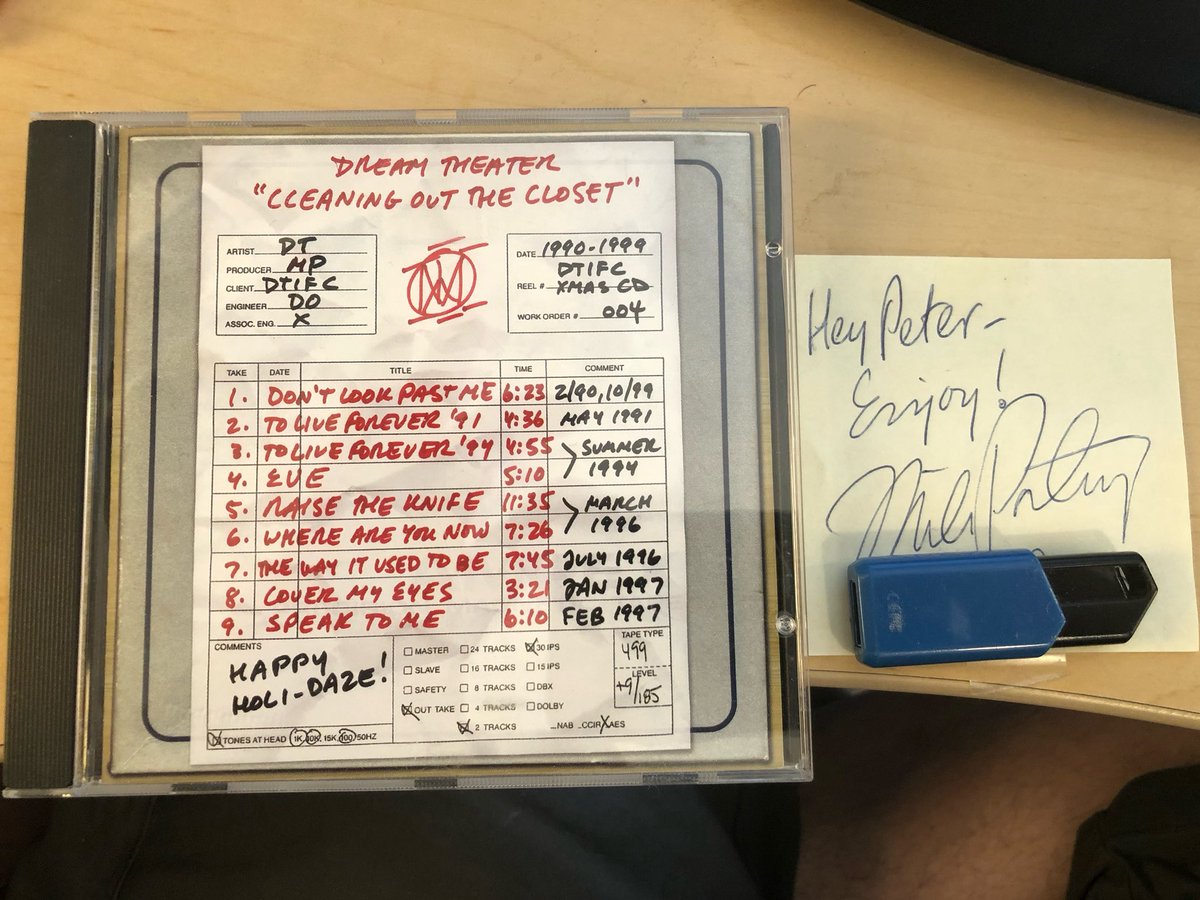 DREAM THEATER
"CLEANING OUT THE CLOSET"
ARTIST DT
PRODUCER MP
CLIENT DTIFC
ENGINEER DO
ASSOC. ENG. X
DATE 1990-1999
DTIFC
REEL # XMAS CD
WORK ORDER # 004
TAKE DATE TITLE TIME COMMENT
1. DON'T LOOK PAST ME 6:23 2/90, 10/99
2. TO LIVE FOREVER '91 4:36 MAY 1991
3. TO LIVE FOREVER '94 4:55 SUMMER
4. EVE 5:10 1994
5. RAISE THE KNIFE 11:35 MARCH
6. WHERE ARE YOU NOW 7:26 1996
7. THE WAY IT USED TO BE 7:45 JULY 1996
8. COVER MY EYES 3:21 JAN 1997
9. SPEAK TO ME 6:10 FEB 1997
COMMENTS
HAPPY
HOLI-DAZE!
MASTER 24 TRACKS 30 IPS
SLAVE 16 TRACKS 15 IPS
SAFETY 8 TRACKS DBX
OUT TAKE 4 TRACKS DOLBY
2 TRACKS NAB CCIR AES
TAPE TYPE
499
LEVEL
+9/185
TONES AT HEAD 1K, 10K, 15K, 100, 50HZ
Hey Peter-
Enjoy!
Mike Portnoy